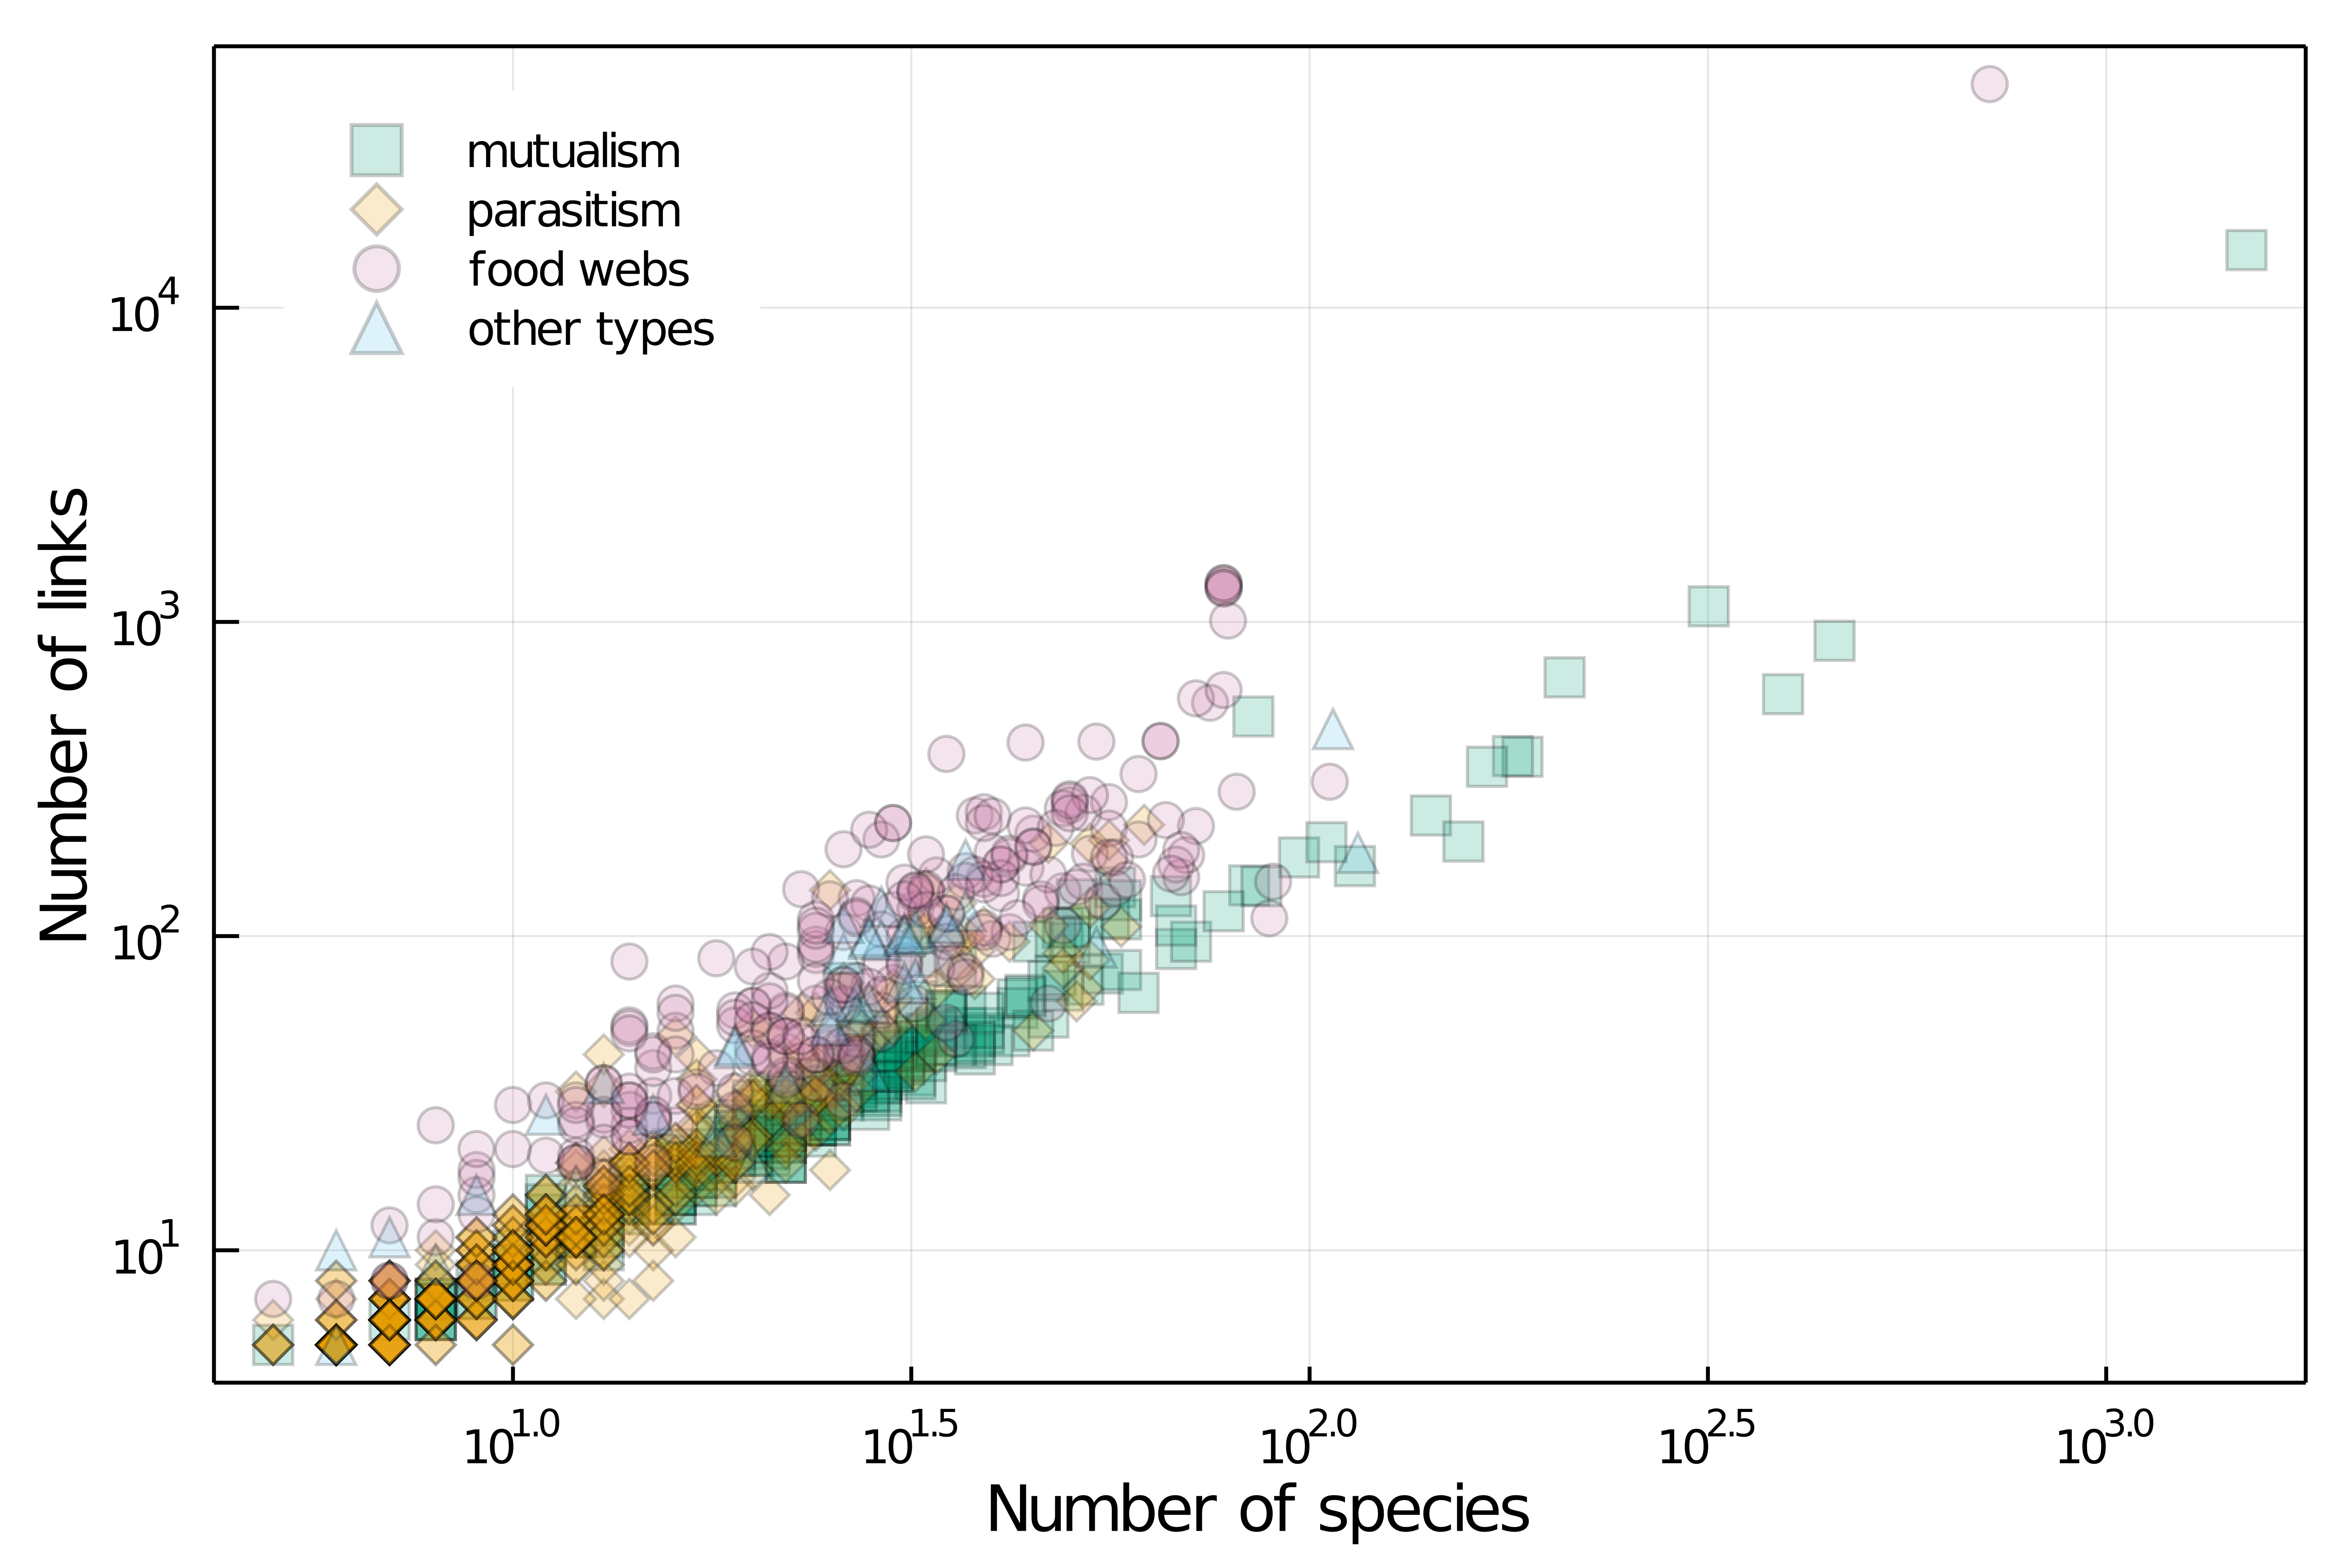 mutualism
parasitism
food webs
other types
Number of links
10^4
10^3
10^2
10^1
10^1.0
10^1.5
10^2.0
10^2.5
10^3.0
Number of species